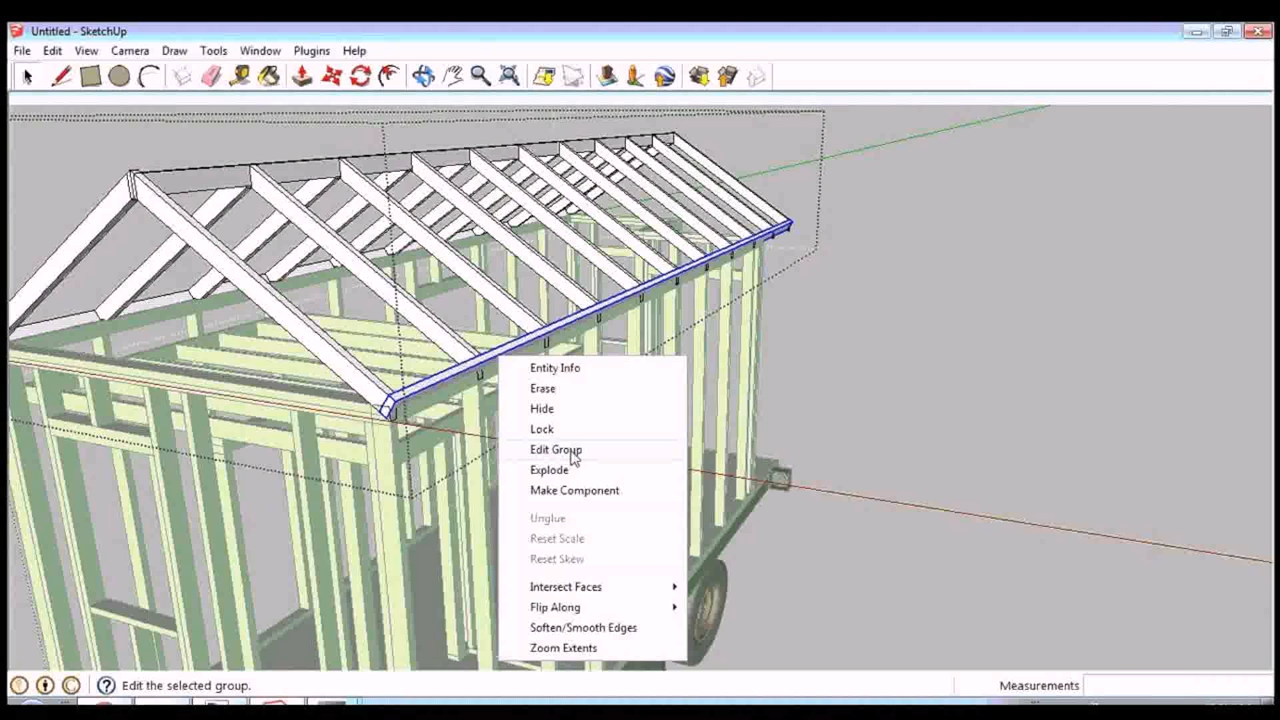 Untitled - SketchUp
File Edit View Camera Draw Tools Window Plugins Help
Entity Info
Erase
Hide
Lock
Edit Group
Explode
Make Component
Unglue
Reset Scale
Reset Skew
Intersect Faces
Flip Along
Soften/Smooth Edges
Zoom Extents
Edit the selected group.
Measurements